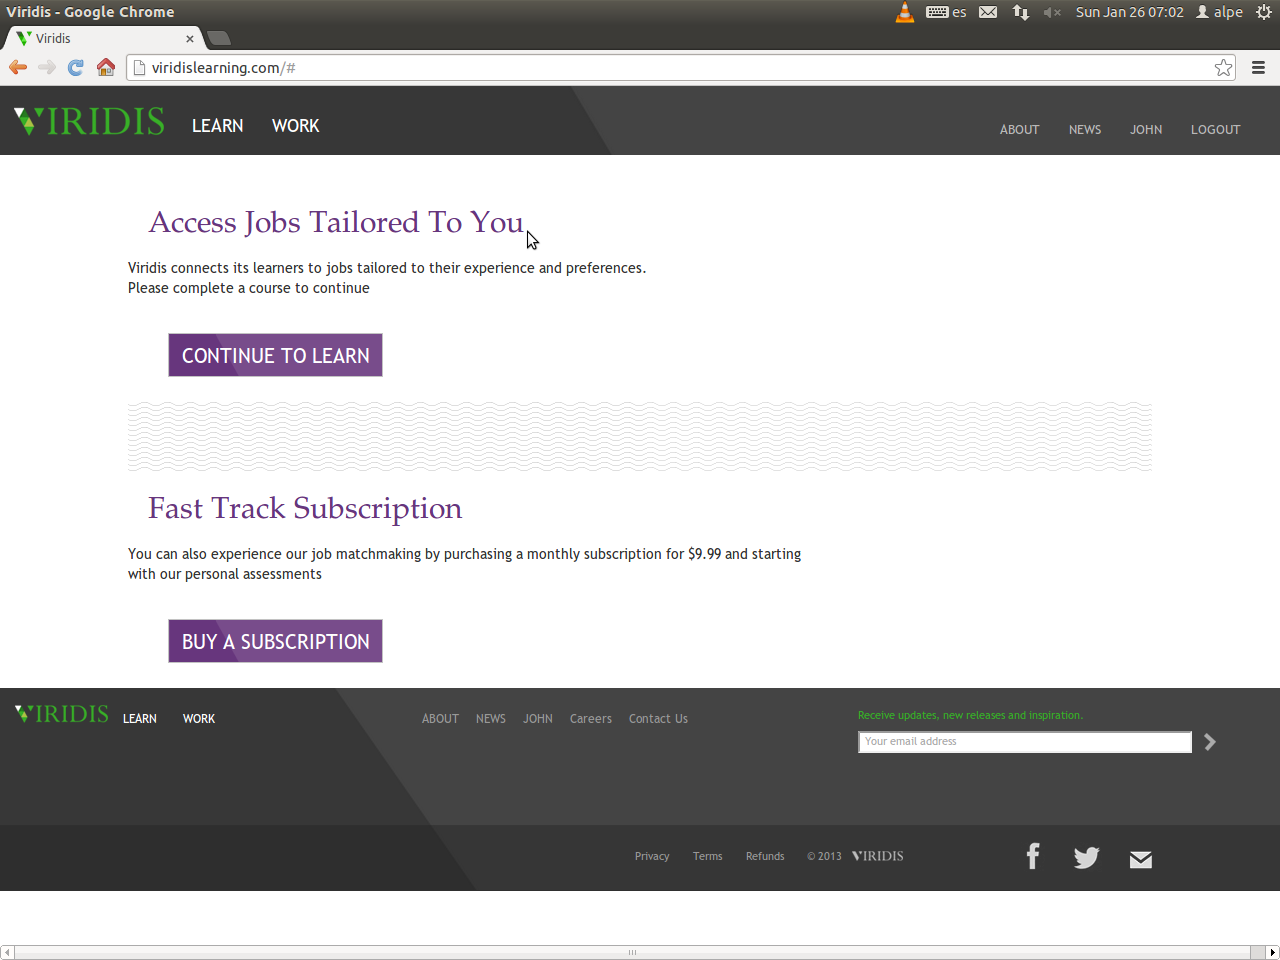 Viridis - Google Chrome
es
Sun Jan 26 07:02
alpe
Viridis
viridislearning.com/#
VIRIDIS
LEARN
WORK
ABOUT
NEWS
JOHN
LOGOUT
Access Jobs Tailored To You
Viridis connects its learners to jobs tailored to their experience and preferences.
Please complete a course to continue
CONTINUE TO LEARN
Fast Track Subscription
You can also experience our job matchmaking by purchasing a monthly subscription for $9.99 and starting
with our personal assessments
BUY A SUBSCRIPTION
VIRIDIS
LEARN
WORK
ABOUT
NEWS
JOHN
Careers
Contact Us
Receive updates, new releases and inspiration.
Your email address
Privacy
Terms
Refunds
© 2013 VIRIDIS